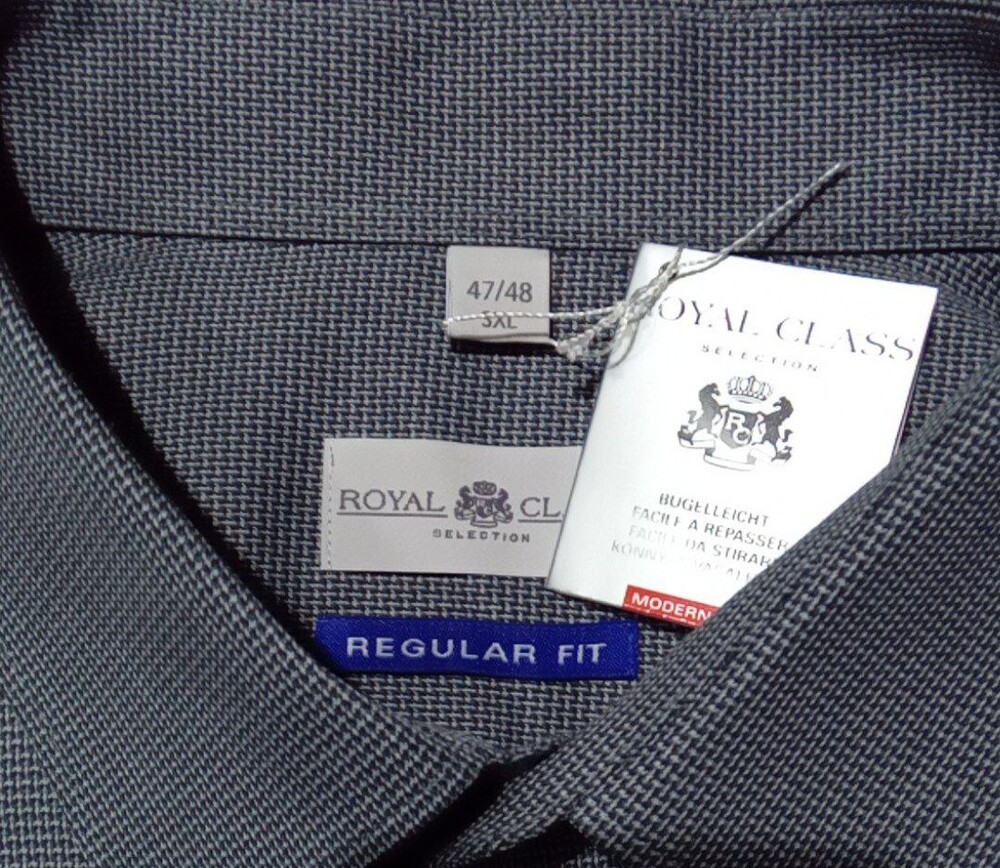 47/48
3XL
OYAL CLASS
SELECTION
RC
BUGELLEICHT
FACILE A REPASSER
FACILE DA STIRAR
KÖNNY
MODERN
ROYAL CL
SELECTION
REGULAR FIT